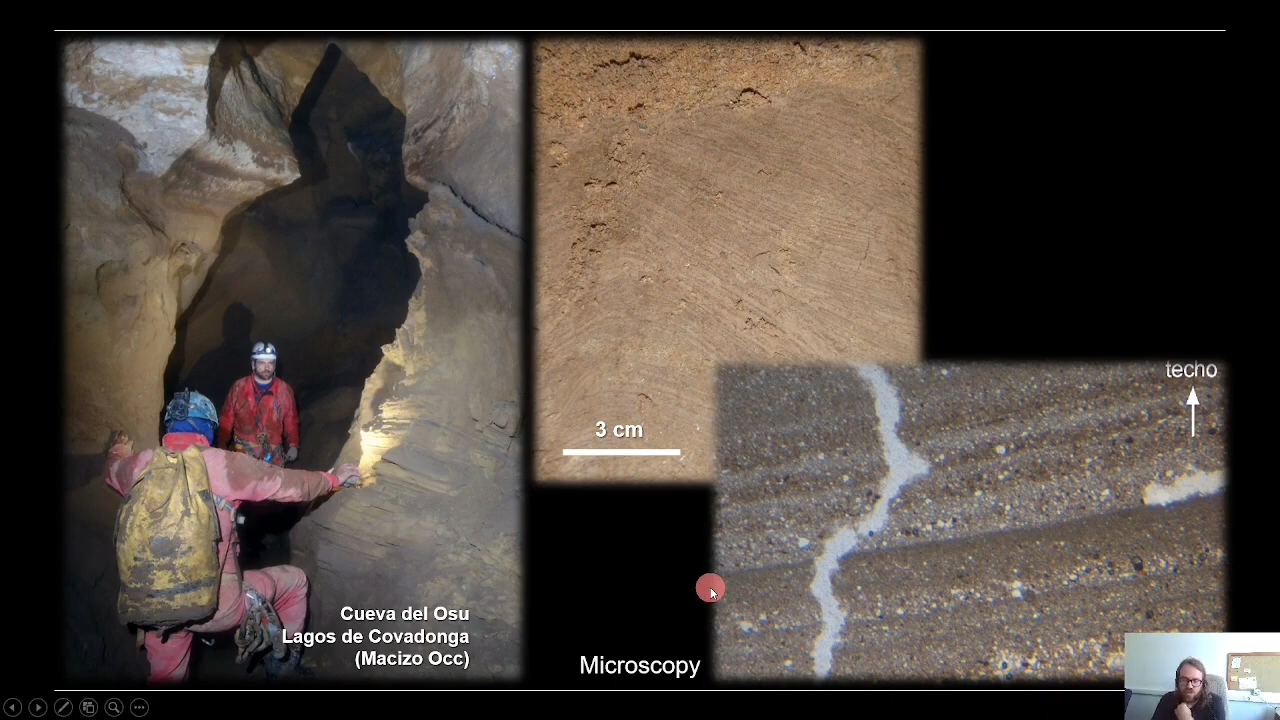 Cueva del Osu
Lagos de Covadonga
(Macizo Occ)
3 cm
techo
Microscopy